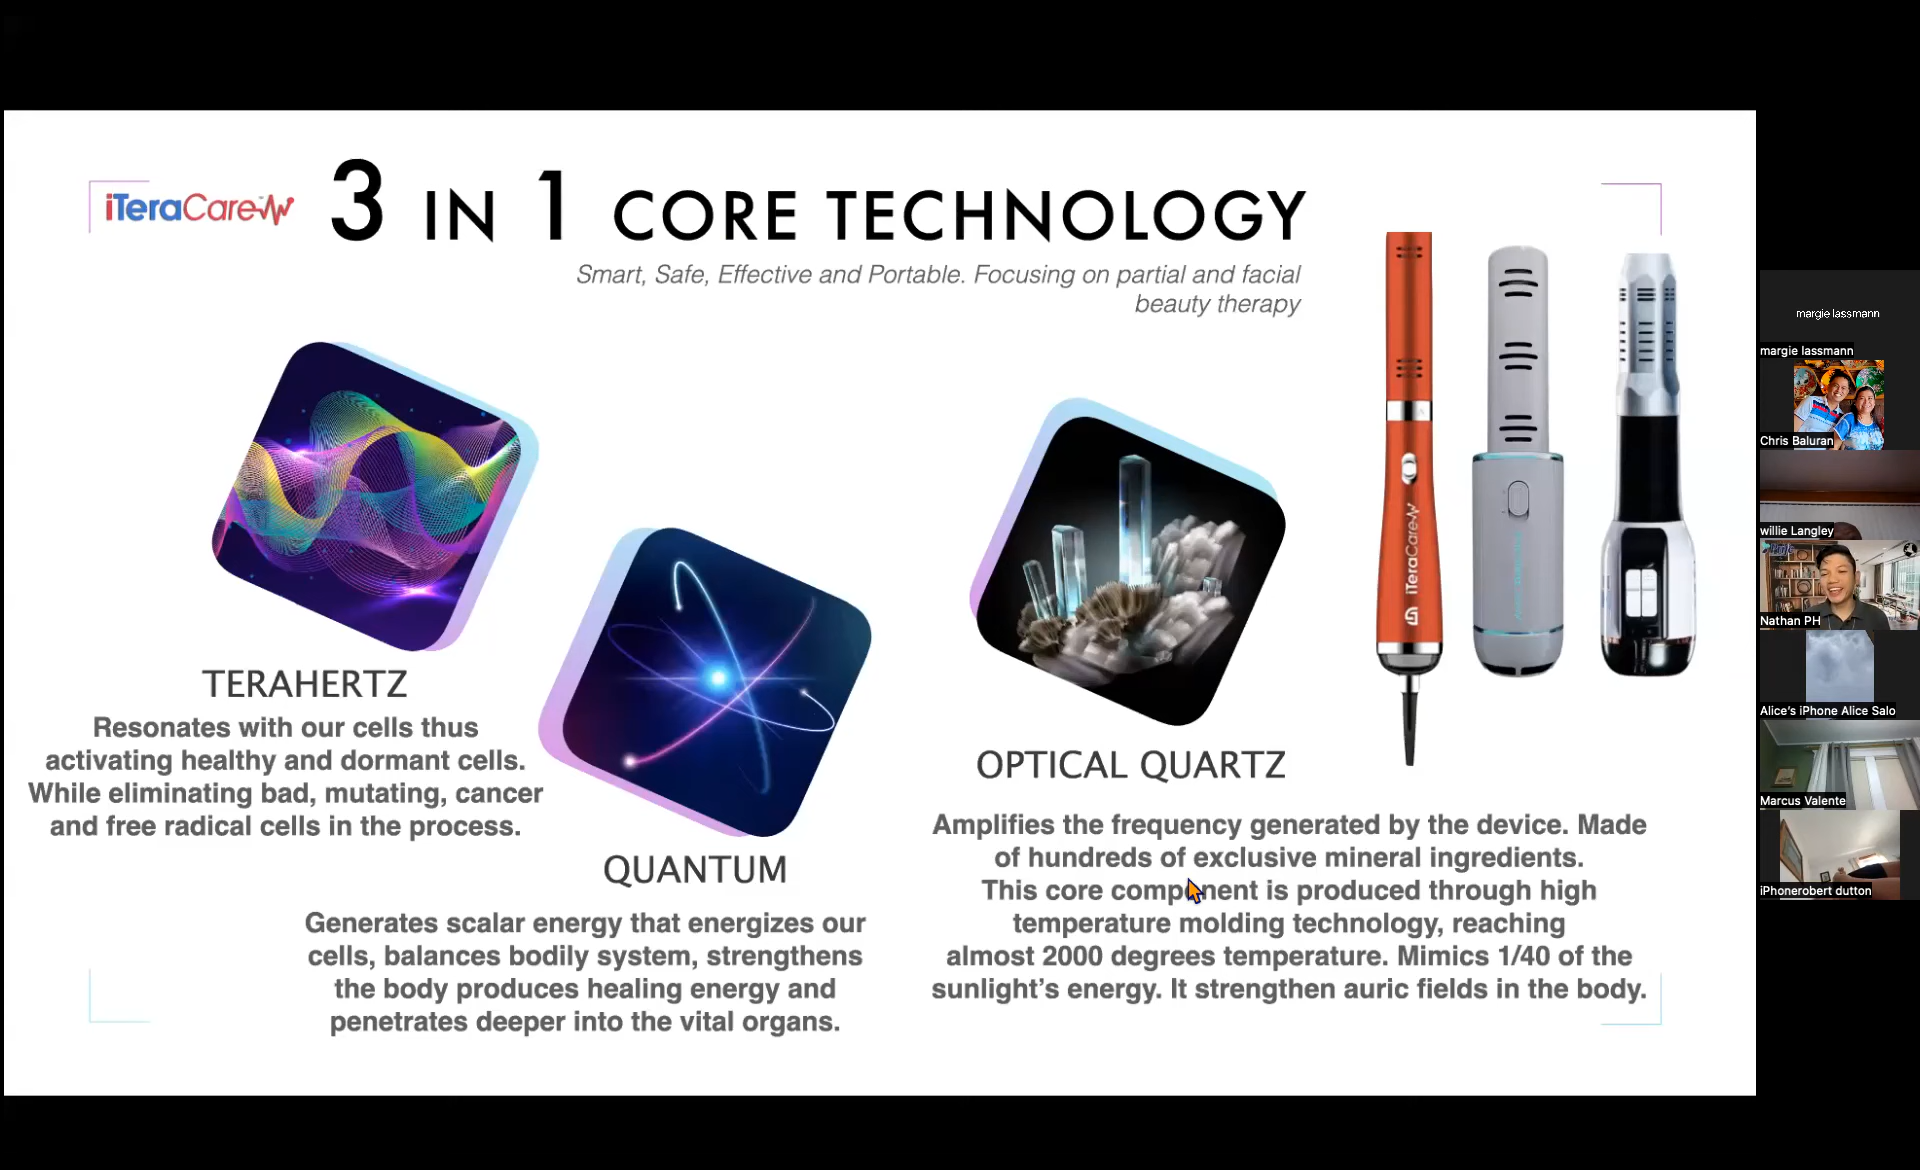 iTeraCare
3 IN 1 CORE TECHNOLOGY
Smart, Safe, Effective and Portable. Focusing on partial and facial
beauty therapy
TERAHERTZ
Resonates with our cells thus
activating healthy and dormant cells.
While eliminating bad, mutating, cancer
and free radical cells in the process.
QUANTUM
Generates scalar energy that energizes our
cells, balances bodily system, strengthens
the body produces healing energy and
penetrates deeper into the vital organs.
OPTICAL QUARTZ
Amplifies the frequency generated by the device. Made
of hundreds of exclusive mineral ingredients.
This core component is produced through high
temperature molding technology, reaching
almost 2000 degrees temperature. Mimics 1/40 of the
sunlight's energy. It strengthen auric fields in the body.
iTeraCare
margie lassmann
margie lassmann
Chris Baluran
willie Langley
Nathan PH
Alice's iPhone Alice Salo
Marcus Valente
iPhonerobert dutton